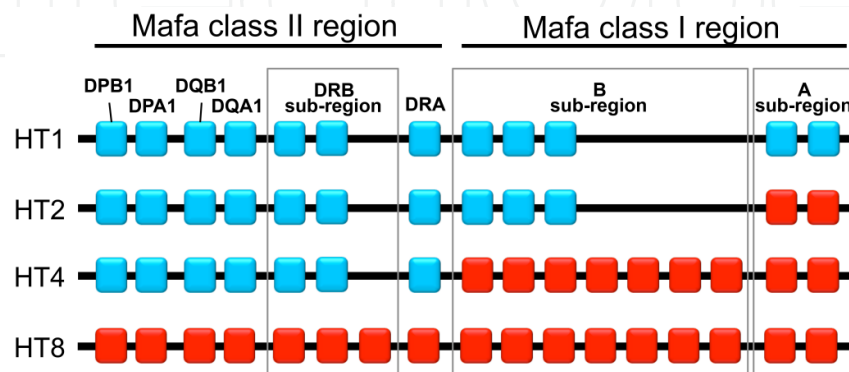 Mafa class II region
Mafa class I region
DPB1
DPA1
DQB1
DQA1
DRB
sub-region
DRA
B
sub-region
A
sub-region
HT1
HT2
HT4
HT8